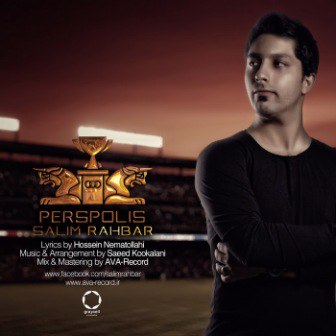 PERSPOLIS
SALIM RAHBAR
Lyrics by Hossein Nematollahi
Music & Arrangement by Saeed Kookalani
Mix & Mastering by AVA-Record
www.facebook.com/salimrahbar
www.ava-record.ir